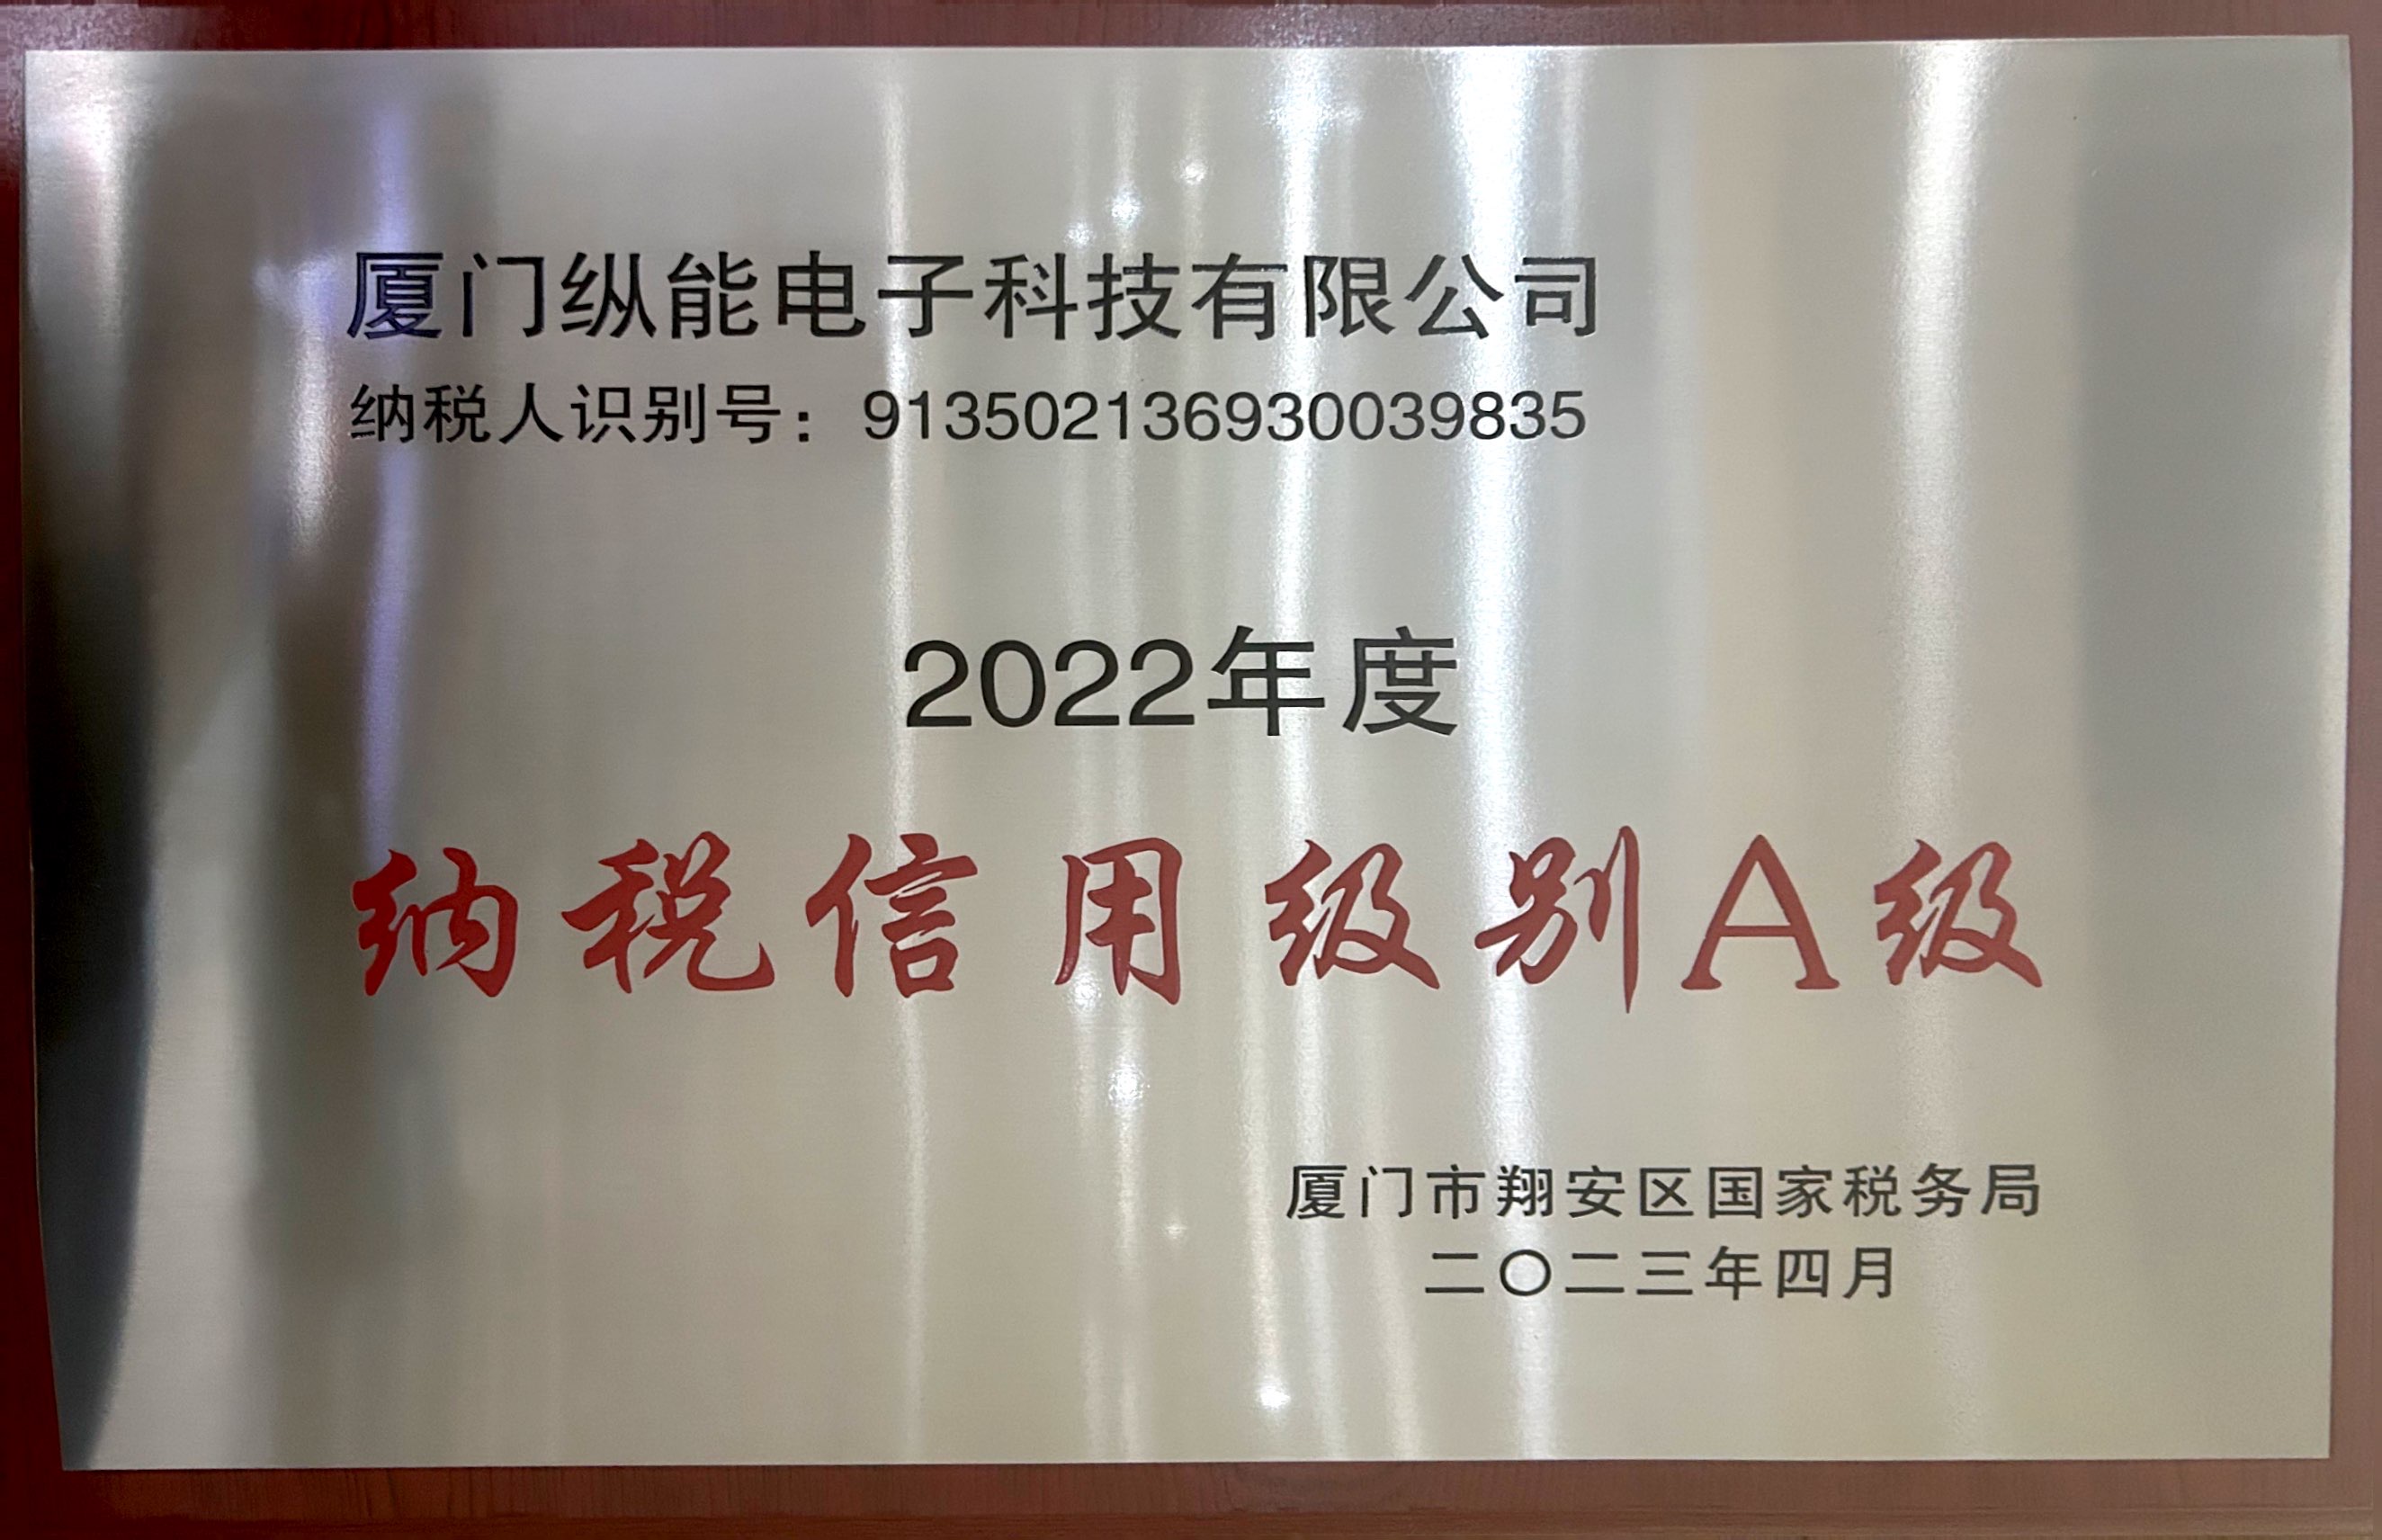 厦门纵能电子科技有限公司
纳税人识别号：913502136930039835
2022年度
纳税信用级别A级
厦门市翔安区国家税务局
二〇二三年四月